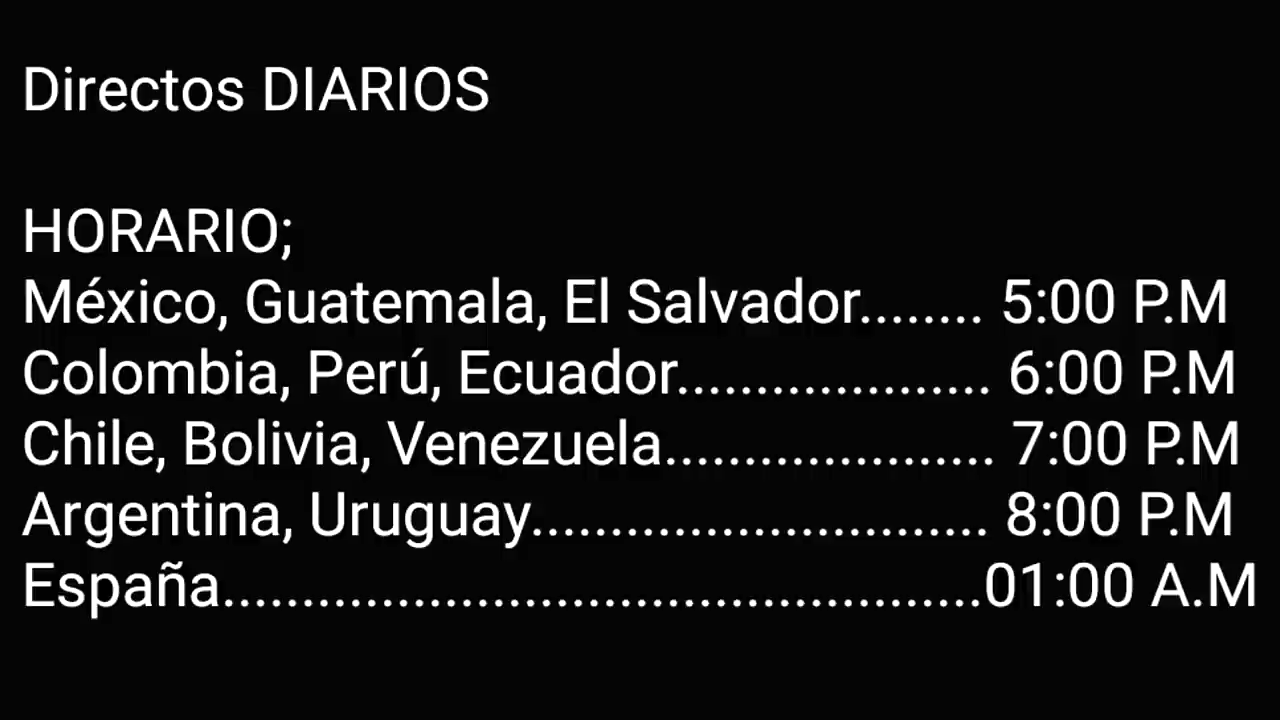 Directos DIARIOS
HORARIO;
México, Guatemala, El Salvador........ 5:00 P.M
Colombia, Perú, Ecuador.................... 6:00 P.M
Chile, Bolivia, Venezuela..................... 7:00 P.M
Argentina, Uruguay............................. 8:00 P.M
España................................................01:00 A.M